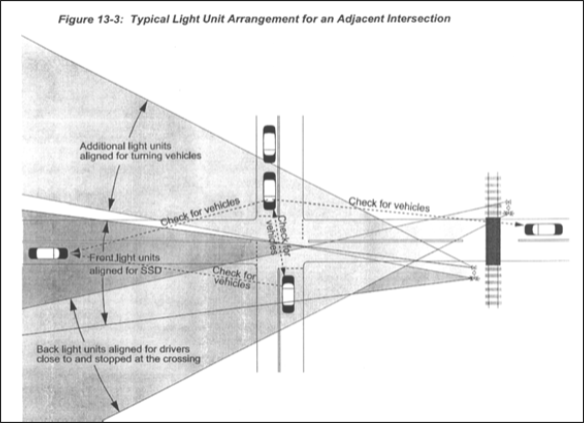 Figure 13-3: Typical Light Unit Arrangement for an Adjacent Intersection
Additional light units
aligned for turning vehicles
Check for vehicles
Check for vehicles
Check for
vehicles
Front light units
aligned for SSD
Check for
vehicles
Back light units aligned for drivers
close to and stopped at the crossing